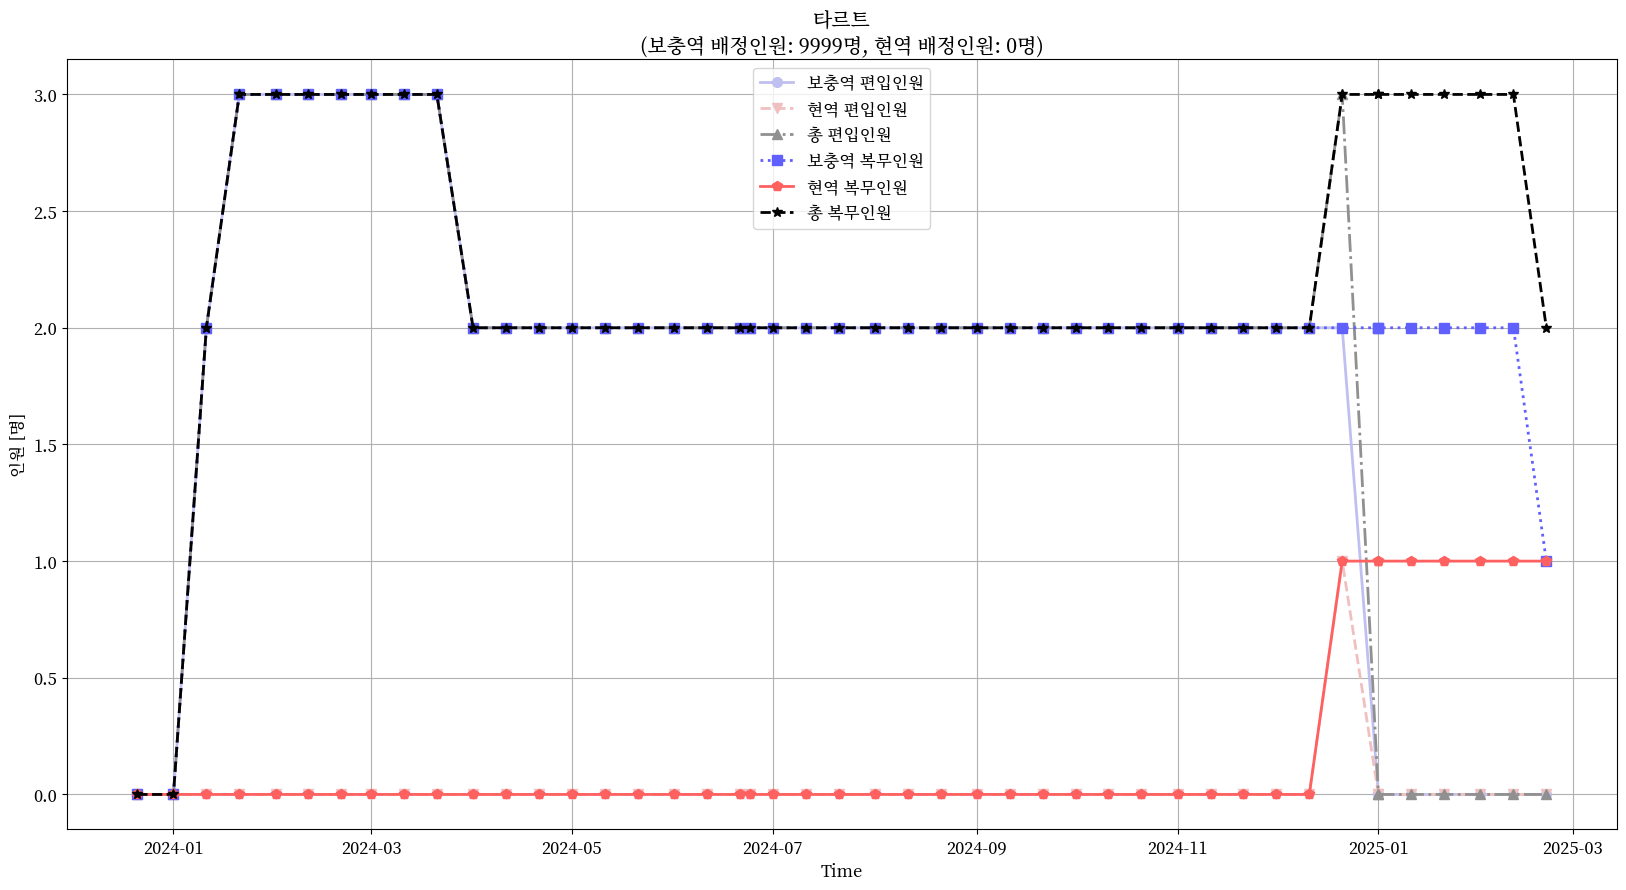 타르트
(보충역 배정인원: 9999명, 현역 배정인원: 0명)
보충역 편입인원
현역 편입인원
총 편입인원
보충역 복무인원
현역 복무인원
총 복무인원
인원 [명]
3.0
2.5
2.0
1.5
1.0
0.5
0.0
2024-01
2024-03
2024-05
2024-07
2024-09
2024-11
2025-01
2025-03
Time